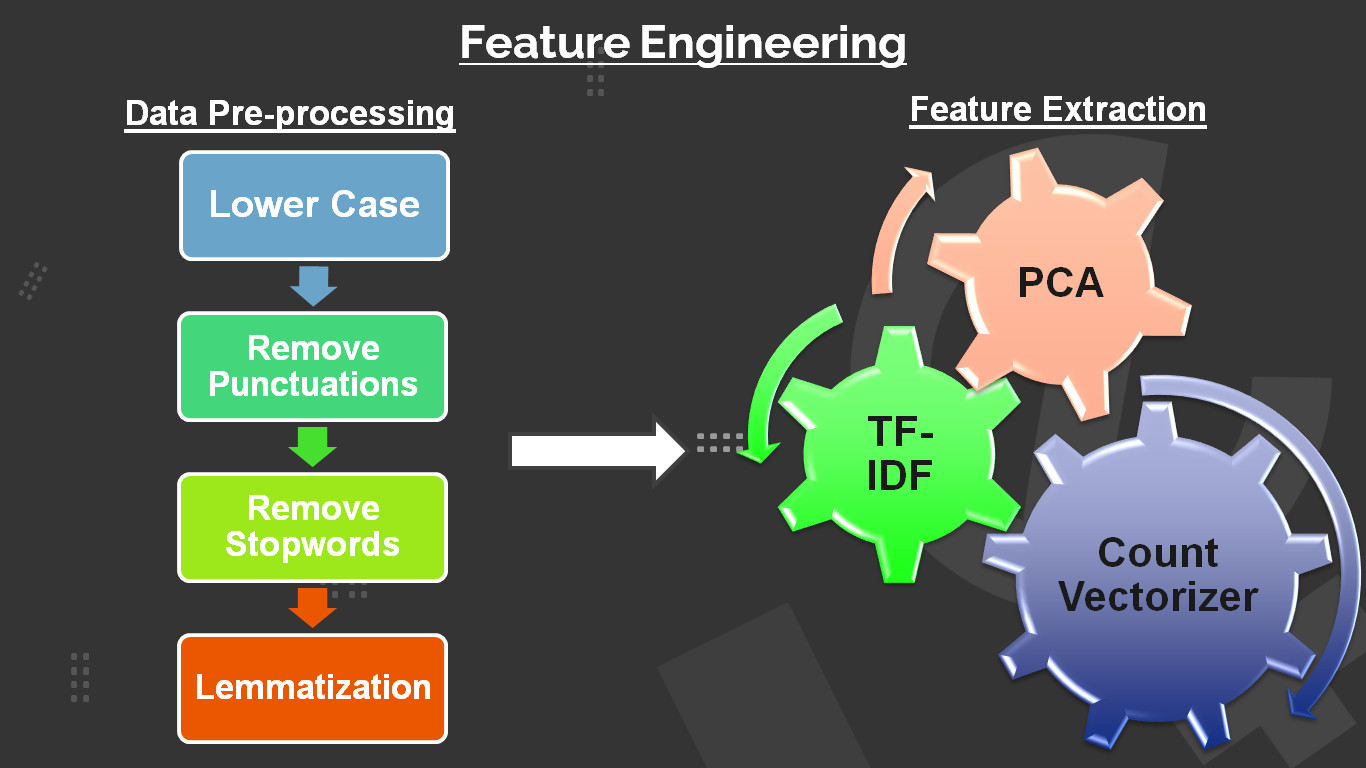 Feature Engineering
Data Pre-processing
Lower Case
Remove
Punctuations
Remove
Stopwords
Lemmatization
Feature Extraction
PCA
TF-
IDF
Count
Vectorizer